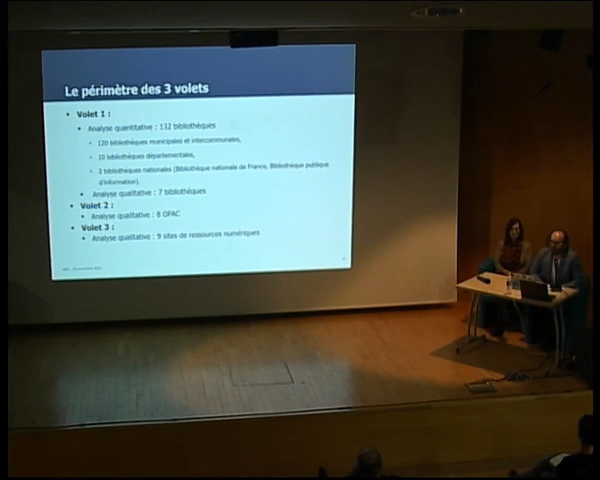 Le périmètre des 3 volets
• Volet 1 :
• Analyse quantitative : 132 bibliothèques
• 120 bibliothèques municipales et intercommunales,
• 10 bibliothèques départementales,
• 2 bibliothèques nationales (Bibliothèque nationale de France, Bibliothèque publique
d'information).
• Analyse qualitative : 7 bibliothèques
• Volet 2 :
• Analyse qualitative : 8 OPAC
• Volet 3 :
• Analyse qualitative : 9 sites de ressources numériques